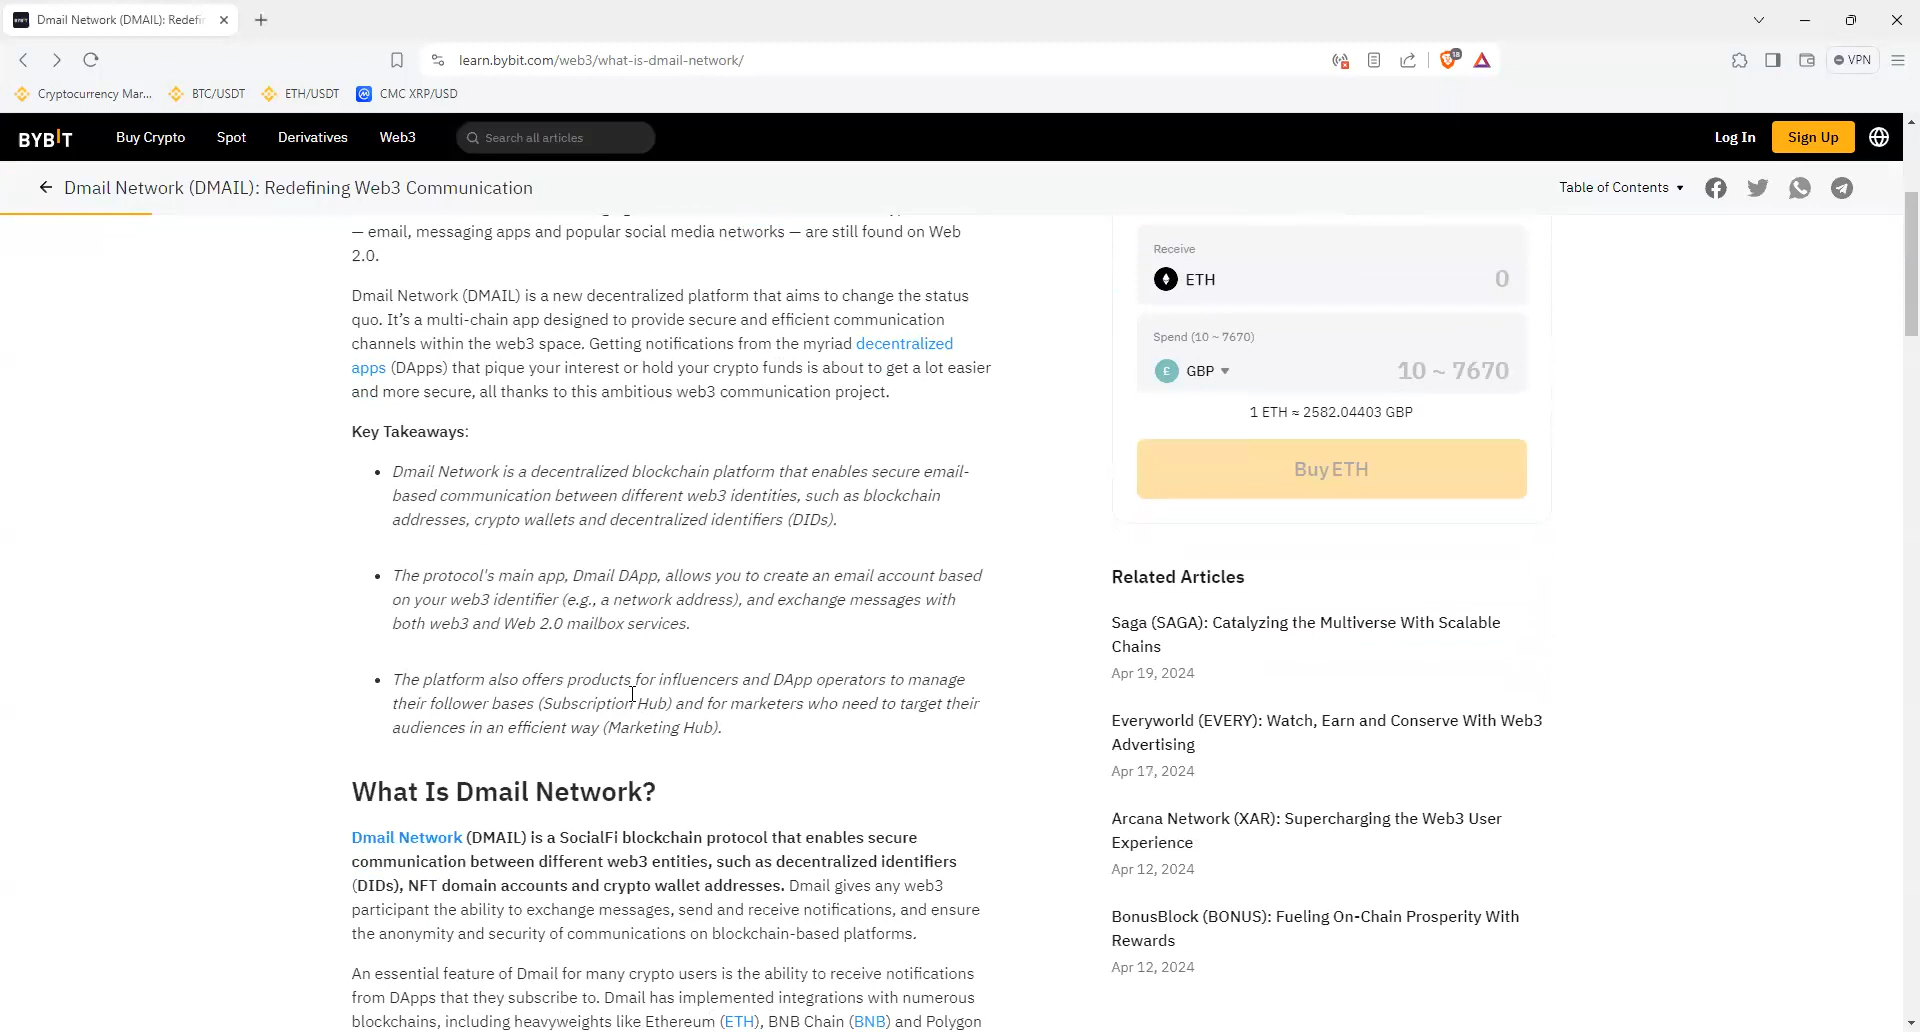 Dmail Network (DMAIL): Redefi
learn.bybit.com/web3/what-is-dmail-network/
18
VPN
Cryptocurrency Mar...
BTC/USDT
ETH/USDT
CMC XRP/USD
BYBIT
Buy Crypto
Spot
Derivatives
Web3
Search all articles
Log In
Sign Up
Dmail Network (DMAIL): Redefining Web3 Communication
Table of Contents
— email, messaging apps and popular social media networks — are still found on Web
2.0.
Dmail Network (DMAIL) is a new decentralized platform that aims to change the status
quo. It’s a multi-chain app designed to provide secure and efficient communication
channels within the web3 space. Getting notifications from the myriad decentralized
apps (DApps) that pique your interest or hold your crypto funds is about to get a lot easier
and more secure, all thanks to this ambitious web3 communication project.
Key Takeaways:
• Dmail Network is a decentralized blockchain platform that enables secure email-
based communication between different web3 identities, such as blockchain
addresses, crypto wallets and decentralized identifiers (DIDs).
• The protocol's main app, Dmail DApp, allows you to create an email account based
on your web3 identifier (e.g., a network address), and exchange messages with
both web3 and Web 2.0 mailbox services.
• The platform also offers products for influencers and DApp operators to manage
their follower bases (Subscription Hub) and for marketers who need to target their
audiences in an efficient way (Marketing Hub).
What Is Dmail Network?
Dmail Network (DMAIL) is a SocialFi blockchain protocol that enables secure
communication between different web3 entities, such as decentralized identifiers
(DIDs), NFT domain accounts and crypto wallet addresses. Dmail gives any web3
participant the ability to exchange messages, send and receive notifications, and ensure
the anonymity and security of communications on blockchain-based platforms.
An essential feature of Dmail for many crypto users is the ability to receive notifications
from DApps that they subscribe to. Dmail has implemented integrations with numerous
blockchains, including heavyweights like Ethereum (ETH), BNB Chain (BNB) and Polygon
Receive
ETH
0
Spend (10 ~ 7670)
£ GBP
10 ~ 7670
1 ETH ≈ 2582.04403 GBP
Buy ETH
Related Articles
Saga (SAGA): Catalyzing the Multiverse With Scalable
Chains
Apr 19, 2024
Everyworld (EVERY): Watch, Earn and Conserve With Web3
Advertising
Apr 17, 2024
Arcana Network (XAR): Supercharging the Web3 User
Experience
Apr 12, 2024
BonusBlock (BONUS): Fueling On-Chain Prosperity With
Rewards
Apr 12, 2024